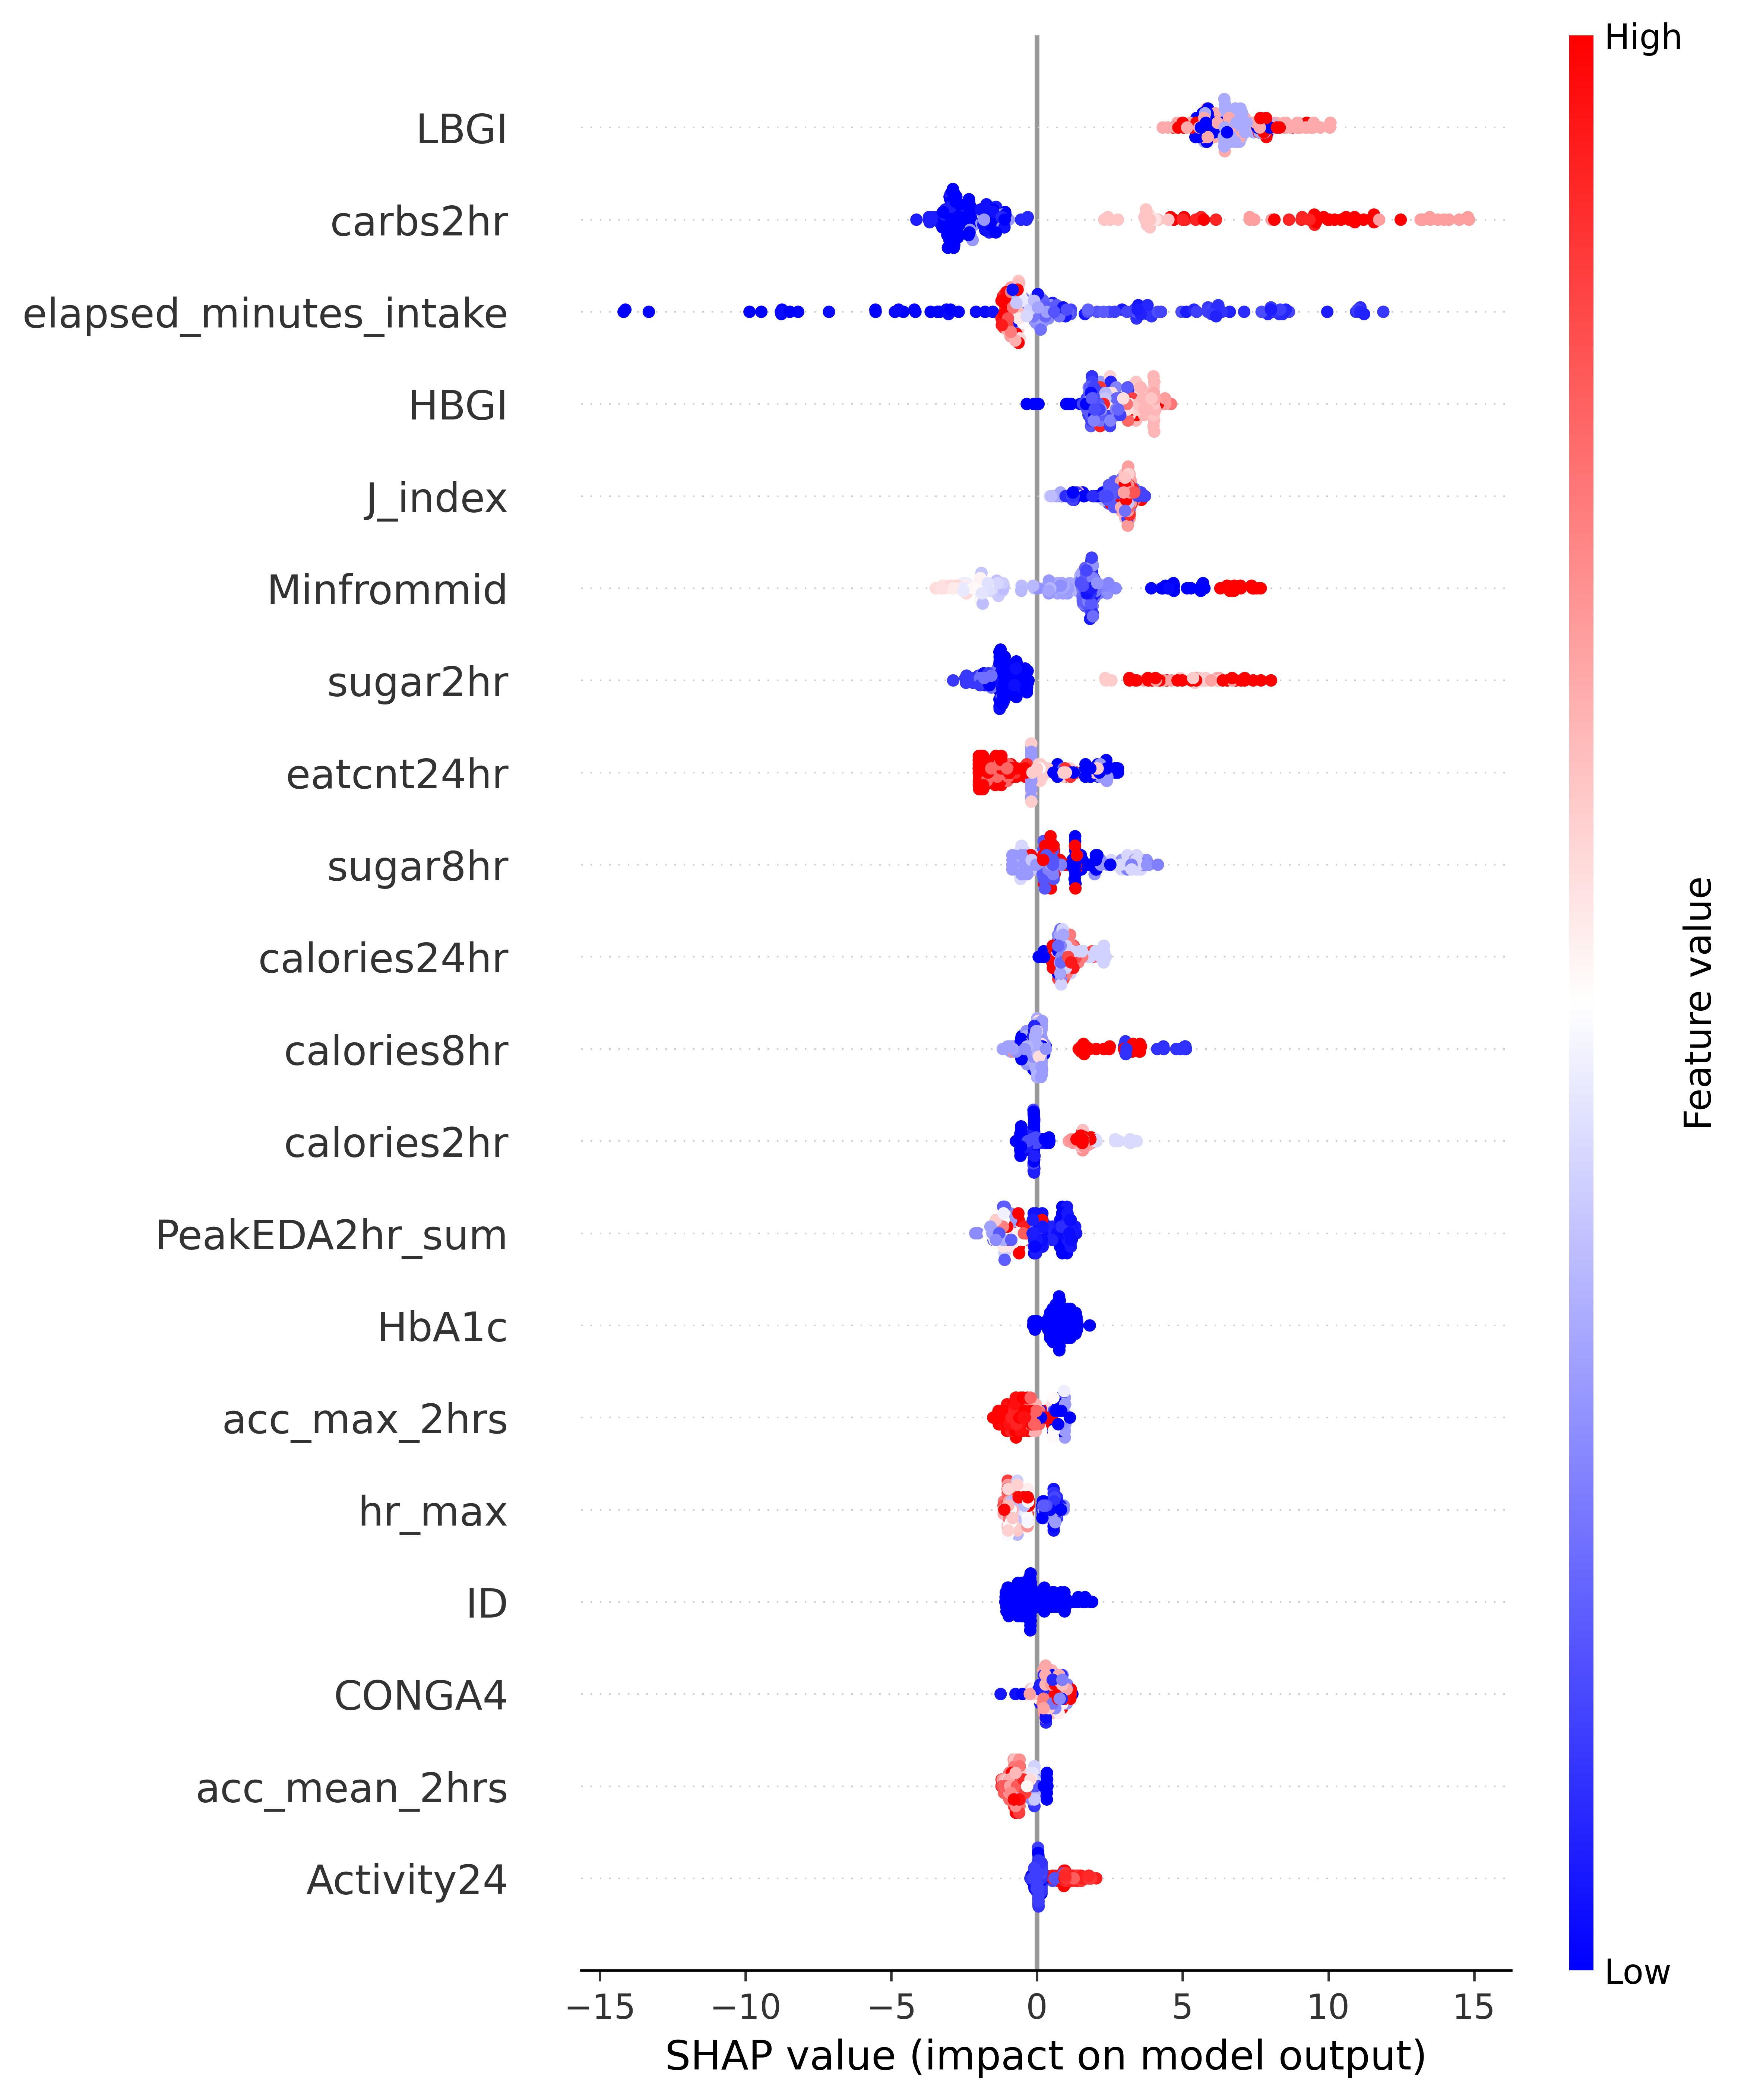 High
LBGI
carbs2hr
elapsed_minutes_intake
HBGI
J_index
Minfrommid
sugar2hr
eatcnt24hr
sugar8hr
calories24hr
calories8hr
calories2hr
PeakEDA2hr_sum
HbA1c
acc_max_2hrs
hr_max
ID
CONGA4
acc_mean_2hrs
Activity24
Feature value
Low
−15 −10 −5 0 5 10 15
SHAP value (impact on model output)